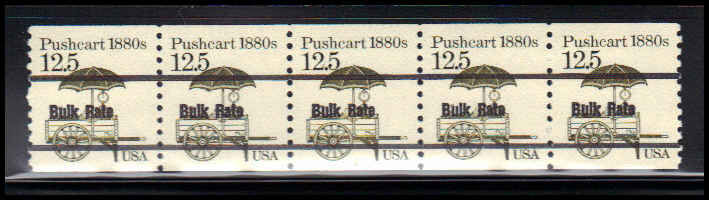 Pushcart 1880s Pushcart 1880s Pushcart 1880s Pushcart 1880s Pushcart 1880s
12.5 12.5 12.5 12.5 12.5
Bulk Rate Bulk Rate Bulk Rate Bulk Rate Bulk Rate
USA USA USA USA USA